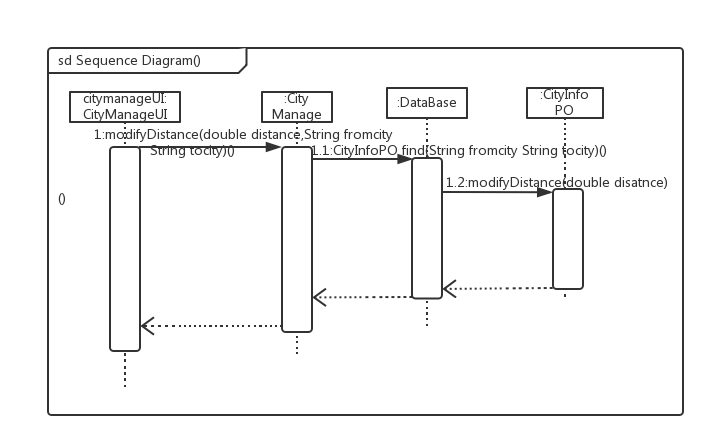 sd Sequence Diagram()
citymanageUI:
CityManageUI
:City
Manage
:DataBase
:CityInfo
PO
1:modifyDistance(double distance,String fromcity
String tocity)()
1.1:CityInfoPO find(String fromcity String tocity)()
1.2:modifyDistance(double disatnce)
()